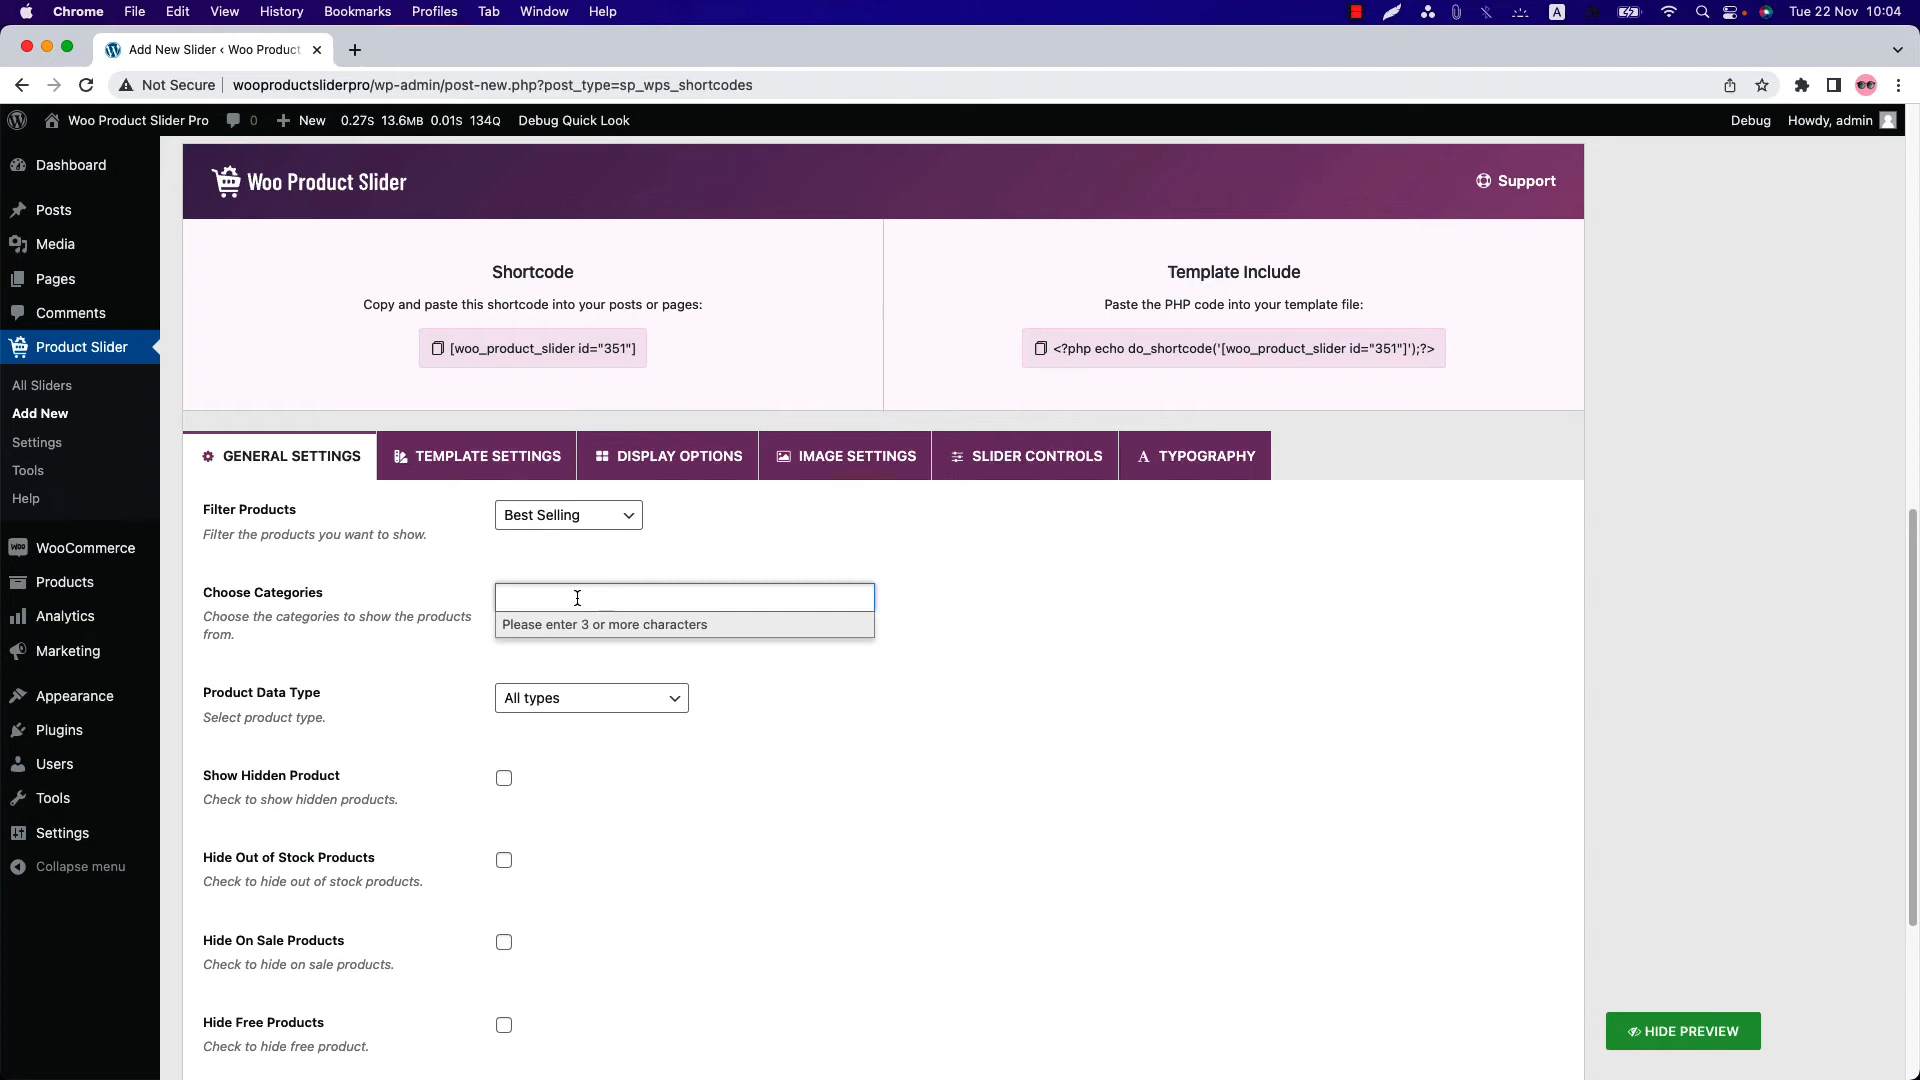 Chrome File Edit View History Bookmarks Profiles Tab Window Help A Tue 22 Nov 10:04
Add New Slider ‹ Woo Product
Not Secure wooproductsliderpro/wp-admin/post-new.php?post_type=sp_wps_shortcodes
Woo Product Slider Pro 0 New 0.27S 13.6MB 0.01S 134Q Debug Quick Look Debug Howdy, admin
Dashboard
Posts
Media
Pages
Comments
Product Slider
All Sliders
Add New
Settings
Tools
Help
Woo WooCommerce
Products
Analytics
Marketing
Appearance
Plugins
Users
Tools
Settings
Collapse menu
Woo Product Slider
Support
Shortcode
Copy and paste this shortcode into your posts or pages:
[woo_product_slider id="351"]
Template Include
Paste the PHP code into your template file:
<?php echo do_shortcode('[woo_product_slider id="351"]');?>
GENERAL SETTINGS TEMPLATE SETTINGS DISPLAY OPTIONS IMAGE SETTINGS SLIDER CONTROLS A TYPOGRAPHY
Filter Products
Filter the products you want to show.
Best Selling
Choose Categories
Choose the categories to show the products
from.
Please enter 3 or more characters
Product Data Type
Select product type.
All types
Show Hidden Product
Check to show hidden products.
Hide Out of Stock Products
Check to hide out of stock products.
Hide On Sale Products
Check to hide on sale products.
Hide Free Products
Check to hide free product.
HIDE PREVIEW